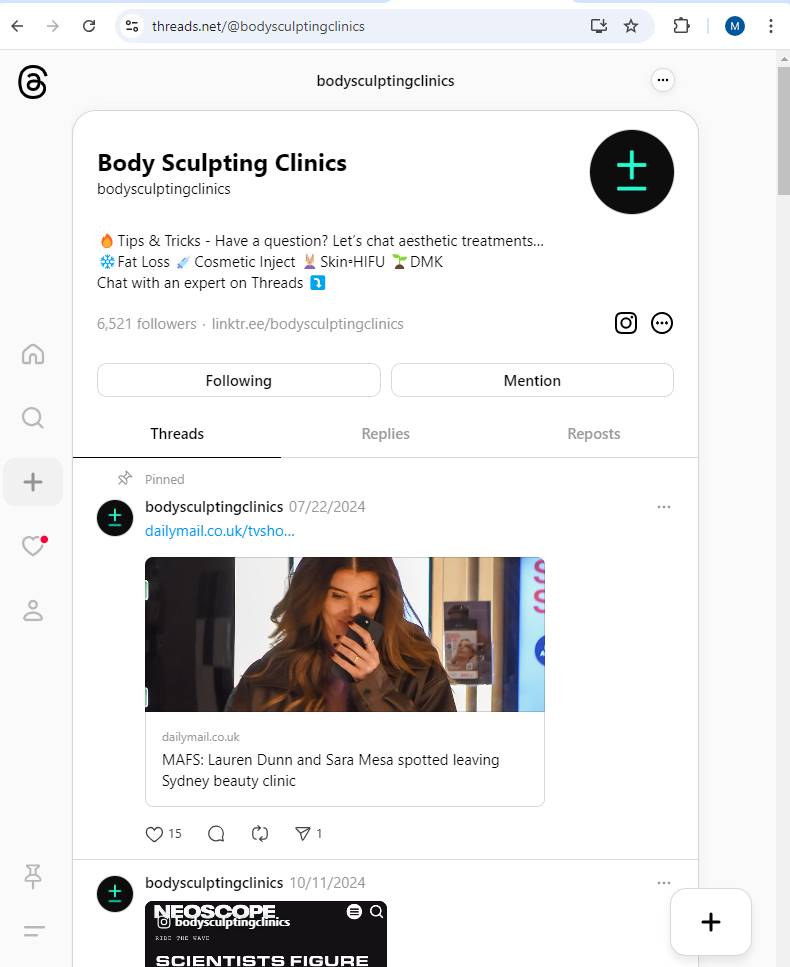 threads.net/@bodysculptingclinics
M
bodysculptingclinics
Body Sculpting Clinics
bodysculptingclinics
🔥Tips & Tricks - Have a question? Let’s chat aesthetic treatments...
❄️Fat Loss 💉Cosmetic Inject 💆🏼‍♀️Skin+HIFU 🌱DMK
Chat with an expert on Threads ⤵️
6,521 followers · linktr.ee/bodysculptingclinics
Following
Mention
Threads
Replies
Reposts
Pinned
bodysculptingclinics 07/22/2024
dailymail.co.uk/tvsho...
S
S
dailymail.co.uk
MAFS: Lauren Dunn and Sara Mesa spotted leaving
Sydney beauty clinic
15
1
bodysculptingclinics 10/11/2024
NEOSCOPE
bodysculptingclinics
RIDE THE WAVE
SCIENTISTS FIGURE